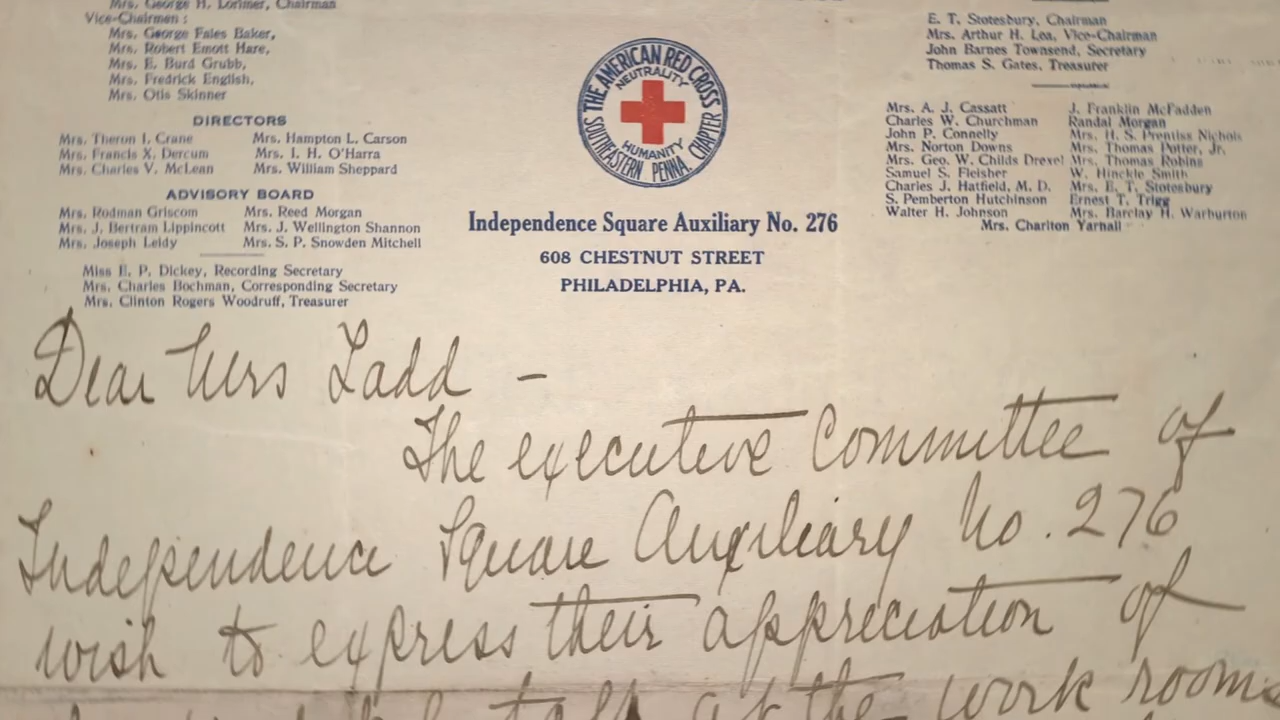 Mrs. George H. Lorimer, Chairman
Vice-Chairmen:
Mrs. George Fales Baker,
Mrs. Robert Emott Hare,
Mrs. E. Burd Grubb,
Mrs. Fredrick English,
Mrs. Otis Skinner
DIRECTORS
Mrs. Theron I. Crane Mrs. Hampton L. Carson
Mrs. Francis X. Dercum Mrs. I. H. O'Harra
Mrs. Charles V. McLean Mrs. William Sheppard
ADVISORY BOARD
Mrs. Rodman Griscom Mrs. Reed Morgan
Mrs. J. Bertram Lippincott Mrs. J. Wellington Shannon
Mrs. Joseph Leidy Mrs. S. P. Snowden Mitchell
Miss E. P. Dickey, Recording Secretary
Mrs. Charles Bochman, Corresponding Secretary
Mrs. Clinton Rogers Woodruff, Treasurer
THE AMERICAN RED CROSS
NEUTRALITY
HUMANITY
SOUTHEASTERN PENNA. CHAPTER
Independence Square Auxiliary No. 276
608 CHESTNUT STREET
PHILADELPHIA, PA.
E. T. Stotesbury, Chairman
Mrs. Arthur H. Lea, Vice-Chairman
John Barnes Townsend, Secretary
Thomas S. Gates, Treasurer
Mrs. A. J. Cassatt J. Franklin McFadden
Charles W. Churchman Randal Morgan
John P. Connelly Mrs. H. S. Prentiss Nichols
Mrs. Norton Downs Mrs. Thomas Potter, Jr.
Mrs. Geo. W. Childs Drexel Mrs. Thomas Robins
Samuel S. Fleisher W. Hinckle Smith
Charles J. Hatfield, M. D. Mrs. E. T. Stotesbury
S. Pemberton Hutchinson Ernest T. Trigg
Walter H. Johnson Mrs. Barclay H. Warburton
Mrs. Charlton Yarnall
Dear Mrs Ladd -
The executive Committee of
Independence Square Auxiliary No. 276
wish to express their appreciation of
talk at the work rooms